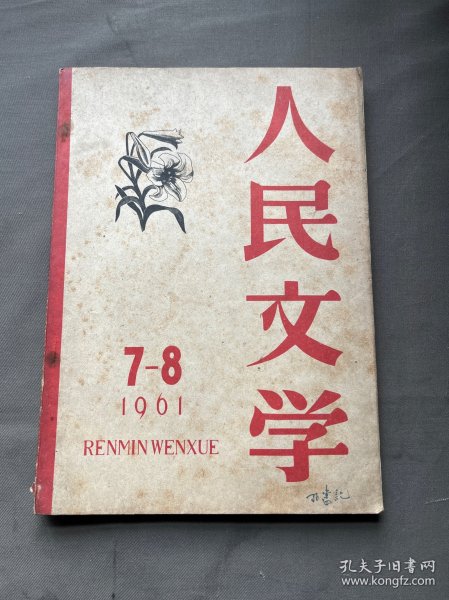 人民文学
7-8
1961
RENMIN WENXUE
孔夫子旧书网
www.kongfz.com